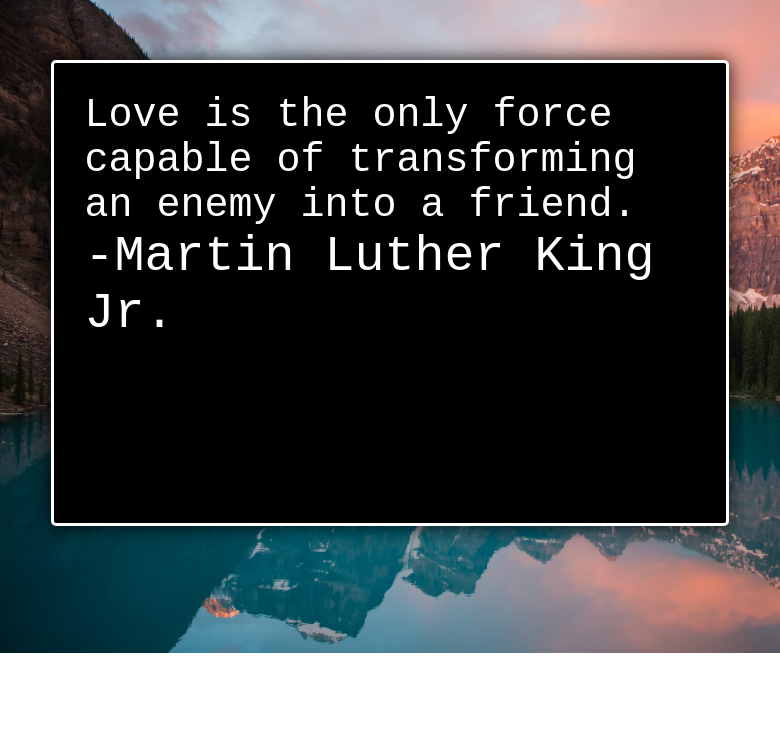 Love is the only force
capable of transforming
an enemy into a friend.
-Martin Luther King
Jr.